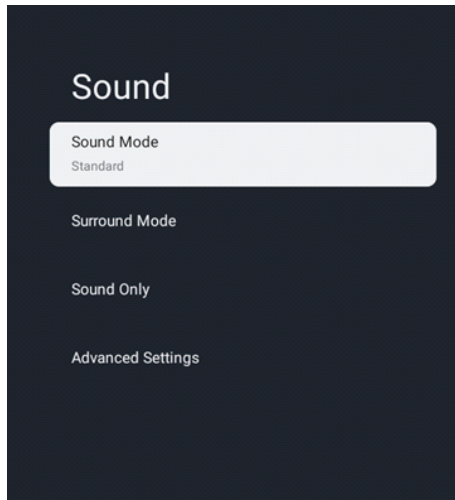 Sound
Sound Mode
Standard
Surround Mode
Sound Only
Advanced Settings